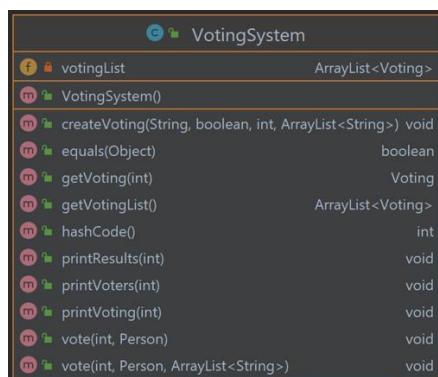 VotingSystem
votingList ArrayList<Voting>
VotingSystem()
createVoting(String, boolean, int, ArrayList<String>) void
equals(Object) boolean
getVoting(int) Voting
getVotingList() ArrayList<Voting>
hashCode() int
printResults(int) void
printVoters(int) void
printVoting(int) void
vote(int, Person) void
vote(int, Person, ArrayList<String>) void